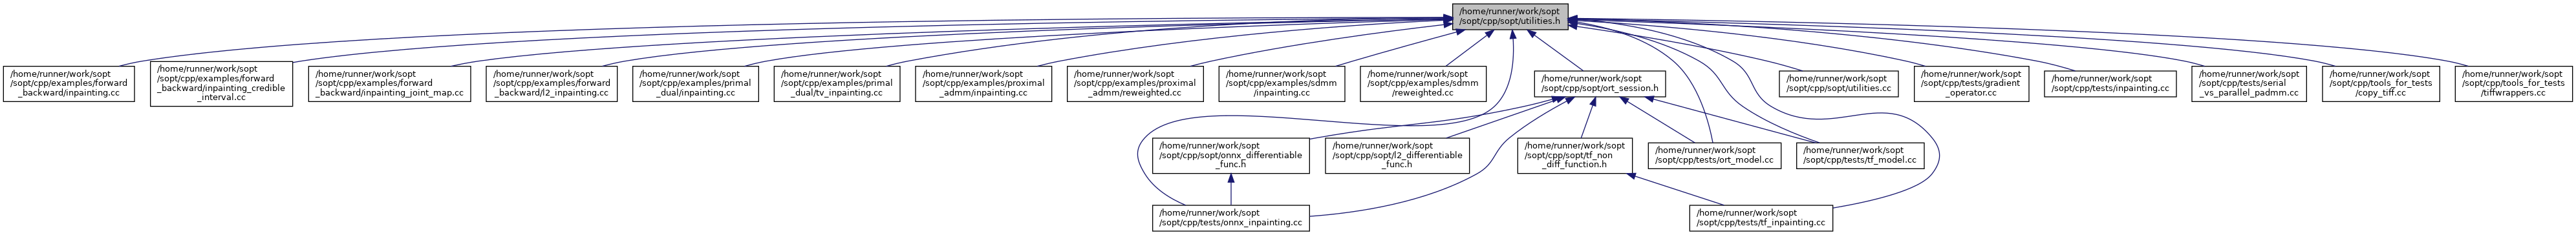 /home/runner/work/sopt
/sopt/cpp/sopt/utilities.h
/home/runner/work/sopt
/sopt/cpp/examples/forward
_backward/inpainting.cc
/home/runner/work/sopt
/sopt/cpp/examples/forward
_backward/inpainting_credible
_interval.cc
/home/runner/work/sopt
/sopt/cpp/examples/forward
_backward/inpainting_joint_map.cc
/home/runner/work/sopt
/sopt/cpp/examples/forward
_backward/l2_inpainting.cc
/home/runner/work/sopt
/sopt/cpp/examples/primal
_dual/inpainting.cc
/home/runner/work/sopt
/sopt/cpp/examples/primal
_dual/tv_inpainting.cc
/home/runner/work/sopt
/sopt/cpp/examples/proximal
_admm/inpainting.cc
/home/runner/work/sopt
/sopt/cpp/examples/proximal
_admm/reweighted.cc
/home/runner/work/sopt
/sopt/cpp/examples/sdmm
/inpainting.cc
/home/runner/work/sopt
/sopt/cpp/examples/sdmm
/reweighted.cc
/home/runner/work/sopt
/sopt/cpp/sopt/ort_session.h
/home/runner/work/sopt
/sopt/cpp/sopt/utilities.cc
/home/runner/work/sopt
/sopt/cpp/tests/gradient
_operator.cc
/home/runner/work/sopt
/sopt/cpp/tests/inpainting.cc
/home/runner/work/sopt
/sopt/cpp/tests/serial
_vs_parallel_padmm.cc
/home/runner/work/sopt
/sopt/cpp/tools_for_tests
/copy_tiff.cc
/home/runner/work/sopt
/sopt/cpp/tools_for_tests
/tiffwrappers.cc
/home/runner/work/sopt
/sopt/cpp/sopt/onnx_differentiable
_func.h
/home/runner/work/sopt
/sopt/cpp/sopt/l2_differentiable
_func.h
/home/runner/work/sopt
/sopt/cpp/sopt/tf_non
_diff_function.h
/home/runner/work/sopt
/sopt/cpp/tests/ort_model.cc
/home/runner/work/sopt
/sopt/cpp/tests/tf_model.cc
/home/runner/work/sopt
/sopt/cpp/tests/onnx_inpainting.cc
/home/runner/work/sopt
/sopt/cpp/tests/tf_inpainting.cc